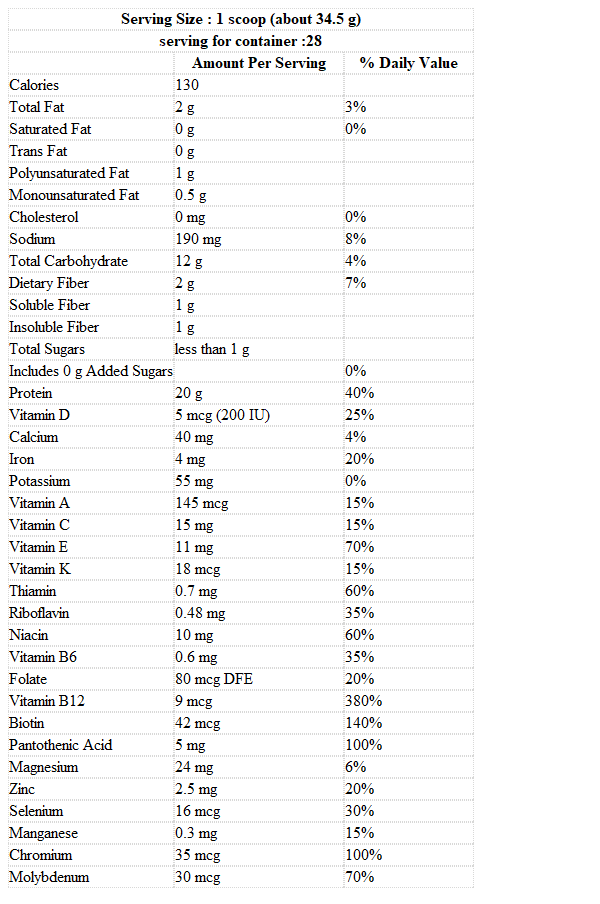 Serving Size : 1 scoop (about 34.5 g)
serving for container :28
Amount Per Serving % Daily Value
Calories 130
Total Fat 2 g 3%
Saturated Fat 0 g 0%
Trans Fat 0 g
Polyunsaturated Fat 1 g
Monounsaturated Fat 0.5 g
Cholesterol 0 mg 0%
Sodium 190 mg 8%
Total Carbohydrate 12 g 4%
Dietary Fiber 2 g 7%
Soluble Fiber 1 g
Insoluble Fiber 1 g
Total Sugars less than 1 g
Includes 0 g Added Sugars 0%
Protein 20 g 40%
Vitamin D 5 mcg (200 IU) 25%
Calcium 40 mg 4%
Iron 4 mg 20%
Potassium 55 mg 0%
Vitamin A 145 mcg 15%
Vitamin C 15 mg 15%
Vitamin E 11 mg 70%
Vitamin K 18 mcg 15%
Thiamin 0.7 mg 60%
Riboflavin 0.48 mg 35%
Niacin 10 mg 60%
Vitamin B6 0.6 mg 35%
Folate 80 mcg DFE 20%
Vitamin B12 9 mcg 380%
Biotin 42 mcg 140%
Pantothenic Acid 5 mg 100%
Magnesium 24 mg 6%
Zinc 2.5 mg 20%
Selenium 16 mcg 30%
Manganese 0.3 mg 15%
Chromium 35 mcg 100%
Molybdenum 30 mcg 70%